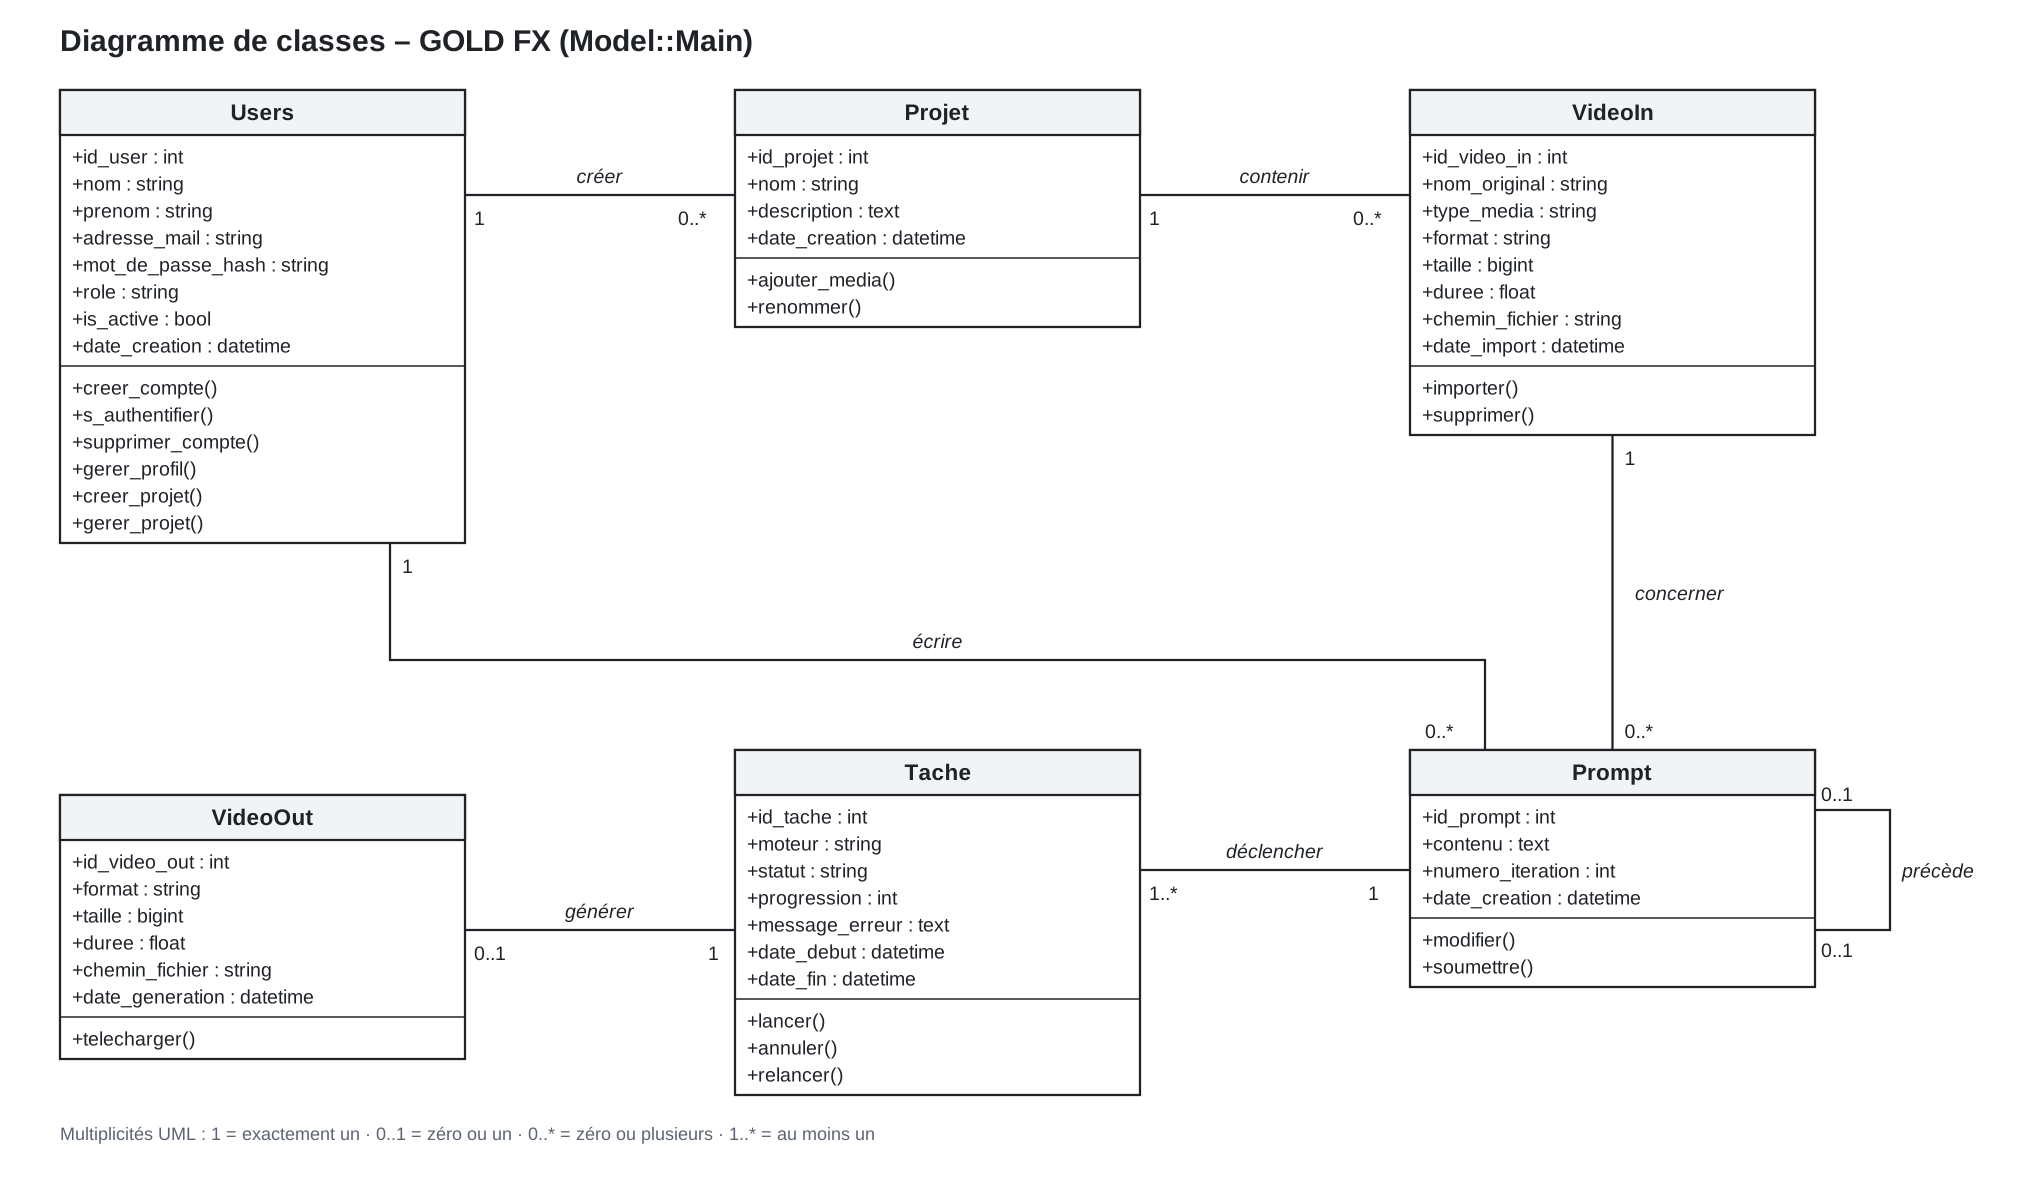 Diagramme de classes – GOLD FX (Model::Main)
Users
+id_user : int
+nom : string
+prenom : string
+adresse_mail : string
+mot_de_passe_hash : string
+role : string
+is_active : bool
+date_creation : datetime
+creer_compte()
+s_authentifier()
+supprimer_compte()
+gerer_profil()
+creer_projet()
+gerer_projet()
créer
1
0..*
Projet
+id_projet : int
+nom : string
+description : text
+date_creation : datetime
+ajouter_media()
+renommer()
contenir
1
0..*
VideoIn
+id_video_in : int
+nom_original : string
+type_media : string
+format : string
+taille : bigint
+duree : float
+chemin_fichier : string
+date_import : datetime
+importer()
+supprimer()
1
concerner
0..*
1
écrire
0..*
VideoOut
+id_video_out : int
+format : string
+taille : bigint
+duree : float
+chemin_fichier : string
+date_generation : datetime
+telecharger()
générer
0..1
1
Tache
+id_tache : int
+moteur : string
+statut : string
+progression : int
+message_erreur : text
+date_debut : datetime
+date_fin : datetime
+lancer()
+annuler()
+relancer()
déclencher
1..*
1
Prompt
+id_prompt : int
+contenu : text
+numero_iteration : int
+date_creation : datetime
+modifier()
+soumettre()
0..1
précède
0..1
Multiplicités UML : 1 = exactement un · 0..1 = zéro ou un · 0..* = zéro ou plusieurs · 1..* = au moins un